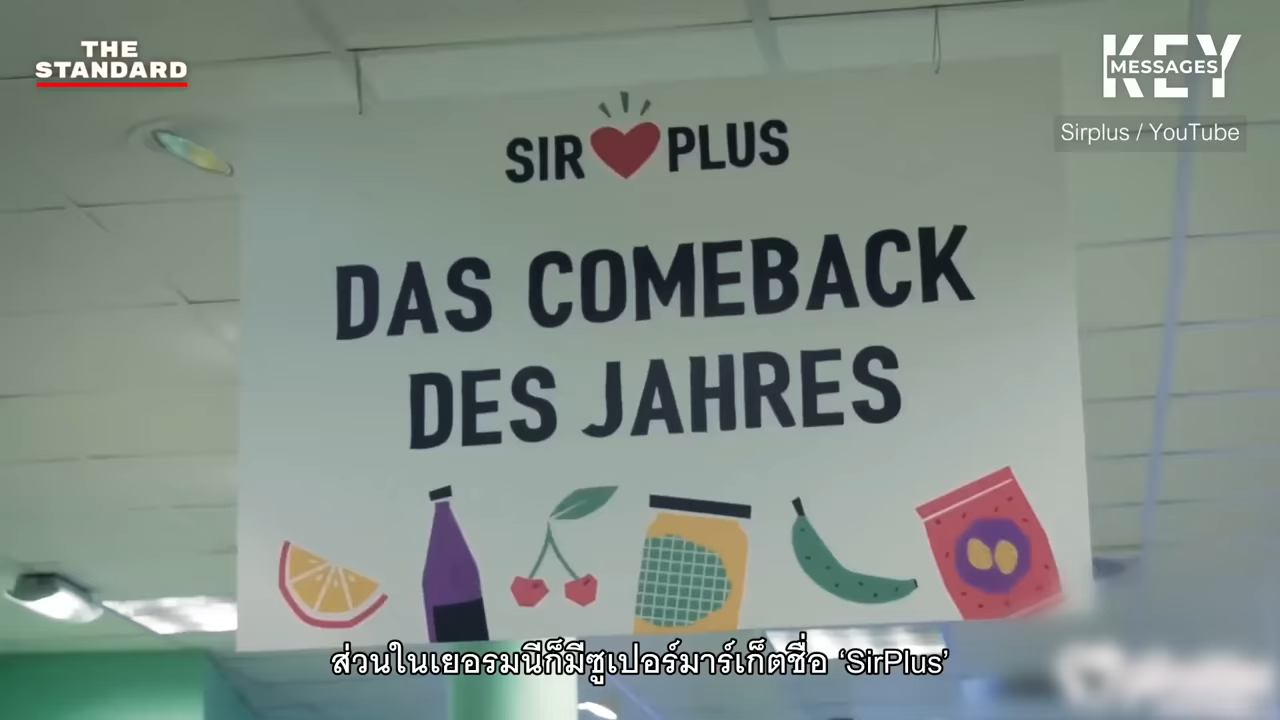 THE
STANDARD
KEY
MESSAGES
Sirplus / YouTube
SIR PLUS
DAS COMEBACK
DES JAHRES
ส่วนในเยอรมนีก็มีซูเปอร์มาร์เก็ตชื่อ ‘SirPlus’